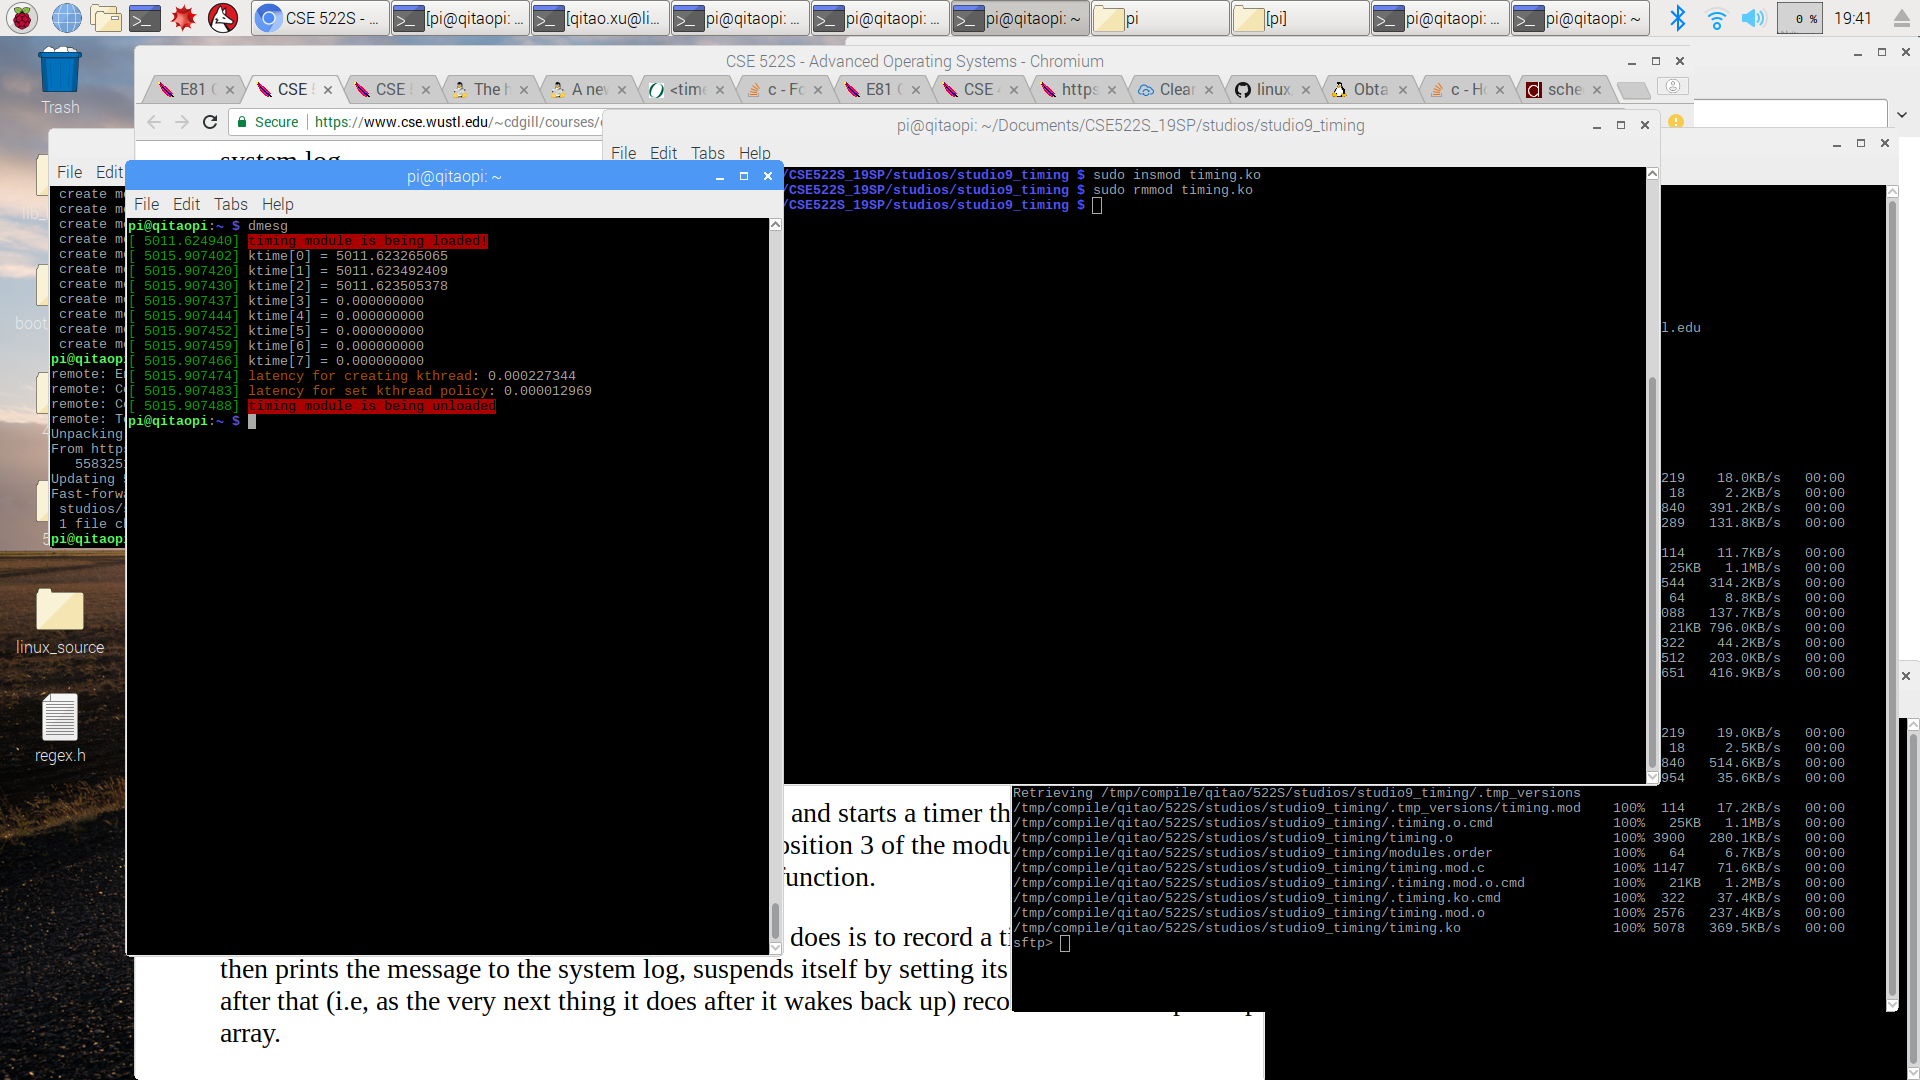 CSE 522S - ...
[pi@qitaopi: ...
[qitao.xu@li...
pi@qitaopi: ...
pi@qitaopi: ...
pi@qitaopi: ~
pi
[pi]
pi@qitaopi: ...
pi@qitaopi: ~
0 %
19:41
Trash
linux_source
regex.h
CSE 522S - Advanced Operating Systems - Chromium
E81
CSE
CSE
The h
A new
<time
c - Fo
E81
CSE
https
Clear
linux
Obta
c - H
sche
Secure
https://www.cse.wustl.edu/~cdgill/courses/
system log
pi@qitaopi: ~/Documents/CSE522S_19SP/studios/studio9_timing
File Edit Tabs Help
/CSE522S_19SP/studios/studio9_timing $ sudo insmod timing.ko
/CSE522S_19SP/studios/studio9_timing $ sudo rmmod timing.ko
/CSE522S_19SP/studios/studio9_timing $
File Edit
create m
create m
create m
create m
create m
create m
create m
create m
create m
create m
create m
pi@qitaop
remote: E
remote: C
remote: C
remote: T
Unpacking
From http
558325
Updating
Fast-forw
studios/
1 file c
pi@qitaop
pi@qitaopi: ~
File Edit Tabs Help
pi@qitaopi:~ $ dmesg
[ 5011.624940] timing module is being loaded!
[ 5015.907402] ktime[0] = 5011.623265065
[ 5015.907420] ktime[1] = 5011.623492409
[ 5015.907430] ktime[2] = 5011.623505378
[ 5015.907437] ktime[3] = 0.000000000
[ 5015.907444] ktime[4] = 0.000000000
[ 5015.907452] ktime[5] = 0.000000000
[ 5015.907459] ktime[6] = 0.000000000
[ 5015.907466] ktime[7] = 0.000000000
[ 5015.907474] latency for creating kthread: 0.000227344
[ 5015.907483] latency for set kthread policy: 0.000012969
[ 5015.907488] timing module is being unloaded
pi@qitaopi:~ $
l.edu
219 18.0KB/s 00:00
18 2.2KB/s 00:00
840 391.2KB/s 00:00
289 131.8KB/s 00:00
114 11.7KB/s 00:00
25KB 1.1MB/s 00:00
544 314.2KB/s 00:00
64 8.8KB/s 00:00
088 137.7KB/s 00:00
21KB 796.0KB/s 00:00
322 44.2KB/s 00:00
512 203.0KB/s 00:00
651 416.9KB/s 00:00
219 19.0KB/s 00:00
18 2.5KB/s 00:00
840 514.6KB/s 00:00
954 35.6KB/s 00:00
Retrieving /tmp/compile/qitao/522S/studios/studio9_timing/.tmp_versions
/tmp/compile/qitao/522S/studios/studio9_timing/.tmp_versions/timing.mod 100% 114 17.2KB/s 00:00
/tmp/compile/qitao/522S/studios/studio9_timing/.timing.o.cmd 100% 25KB 1.1MB/s 00:00
/tmp/compile/qitao/522S/studios/studio9_timing/timing.o 100% 3900 280.1KB/s 00:00
/tmp/compile/qitao/522S/studios/studio9_timing/modules.order 100% 64 6.7KB/s 00:00
/tmp/compile/qitao/522S/studios/studio9_timing/timing.mod.c 100% 1147 71.6KB/s 00:00
/tmp/compile/qitao/522S/studios/studio9_timing/.timing.mod.o.cmd 100% 21KB 1.2MB/s 00:00
/tmp/compile/qitao/522S/studios/studio9_timing/.timing.ko.cmd 100% 322 37.4KB/s 00:00
/tmp/compile/qitao/522S/studios/studio9_timing/timing.mod.o 100% 2576 237.4KB/s 00:00
/tmp/compile/qitao/522S/studios/studio9_timing/timing.ko 100% 5078 369.5KB/s 00:00
sftp>
and starts a timer th
sition 3 of the modu
function.
does is to record a ti
then prints the message to the system log, suspends itself by setting its
after that (i.e, as the very next thing it does after it wakes back up) reco
array.